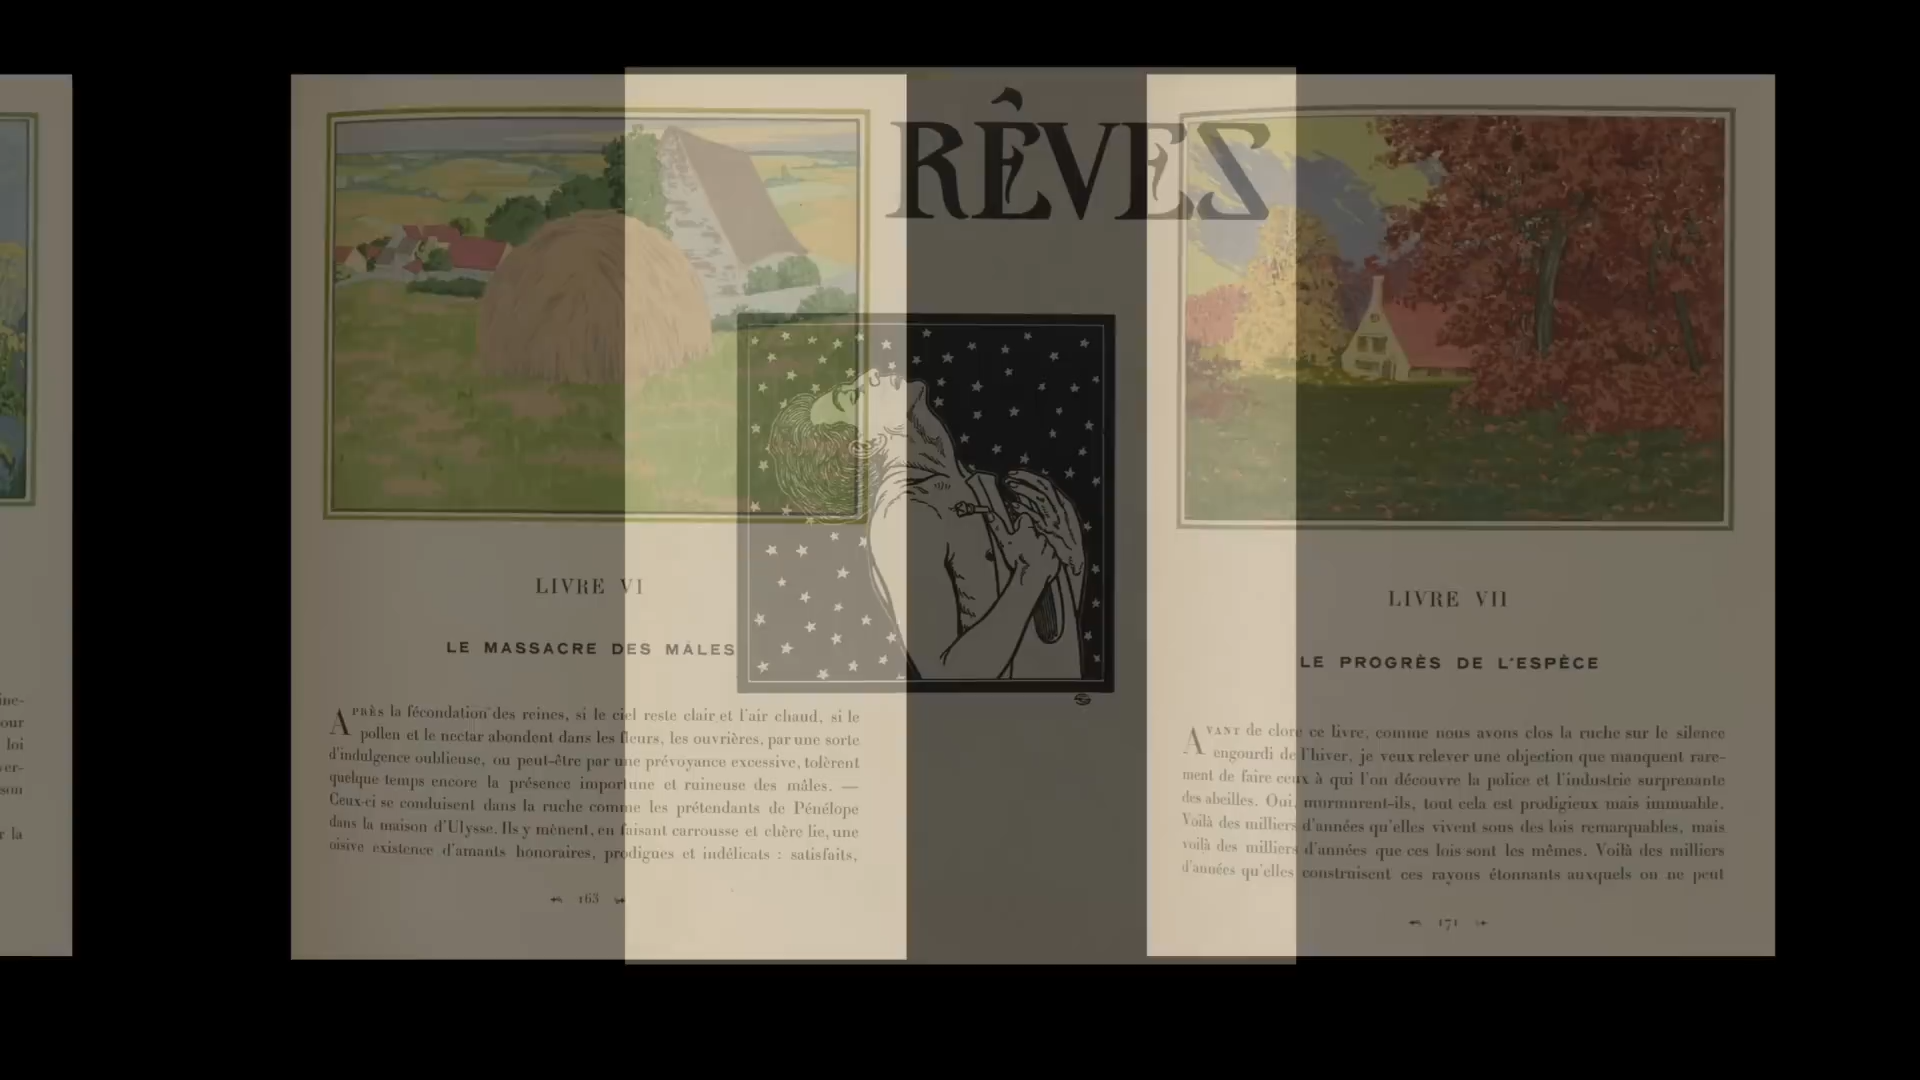 ine-
our
loi
ver-
son
r la
LIVRE VI
LE MASSACRE DES MÂLES
APRÈS la fécondation des reines, si le ciel reste clair et l'air chaud, si le
pollen et le nectar abondent dans les fleurs, les ouvrières, par une sorte
d'indulgence oublieuse, ou peut-être par une prévoyance excessive, tolèrent
quelque temps encore la présence importune et ruineuse des mâles. —
Ceux-ci se conduisent dans la ruche comme les prétendants de Pénélope
dans la maison d'Ulysse. Ils y mènent, en faisant carrousse et chère lie, une
oisive existence d'amants honoraires, prodigues et indélicats : satisfaits,
163
RÊVES
LIVRE VII
LE PROGRÈS DE L'ESPÈCE
AVANT de clore ce livre, comme nous avons clos la ruche sur le silence
engourdi de l'hiver, je veux relever une objection que manquent rare-
ment de faire ceux à qui l'on découvre la police et l'industrie surprenante
des abeilles. Oui, murmurent-ils, tout cela est prodigieux mais immuable.
Voilà des milliers d'années qu'elles vivent sous des lois remarquables, mais
voilà des milliers d'années que ces lois sont les mêmes. Voilà des milliers
d'années qu'elles construisent ces rayons étonnants auxquels on ne peut
171